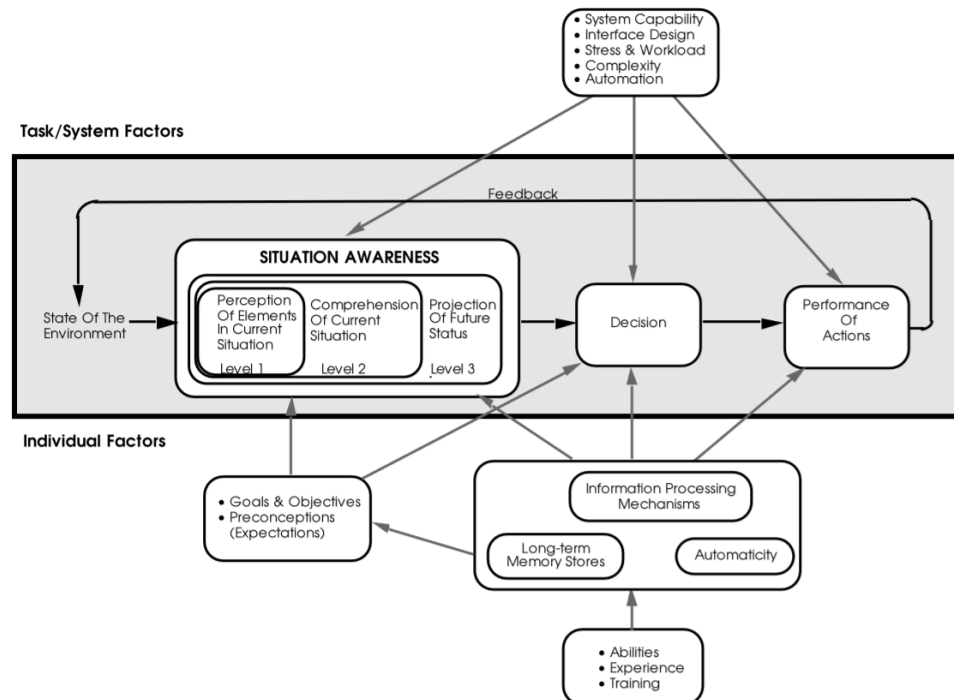 • System Capability
• Interface Design
• Stress & Workload
• Complexity
• Automation
Task/System Factors
Feedback
SITUATION AWARENESS
State Of The
Environment
Perception
Of Elements
In Current
Situation
Level 1
Comprehension
Of Current
Situation
Level 2
Projection
Of Future
Status
Level 3
Decision
Performance
Of
Actions
Individual Factors
• Goals & Objectives
• Preconceptions
(Expectations)
Information Processing
Mechanisms
Long-term
Memory Stores
Automaticity
• Abilities
• Experience
• Training